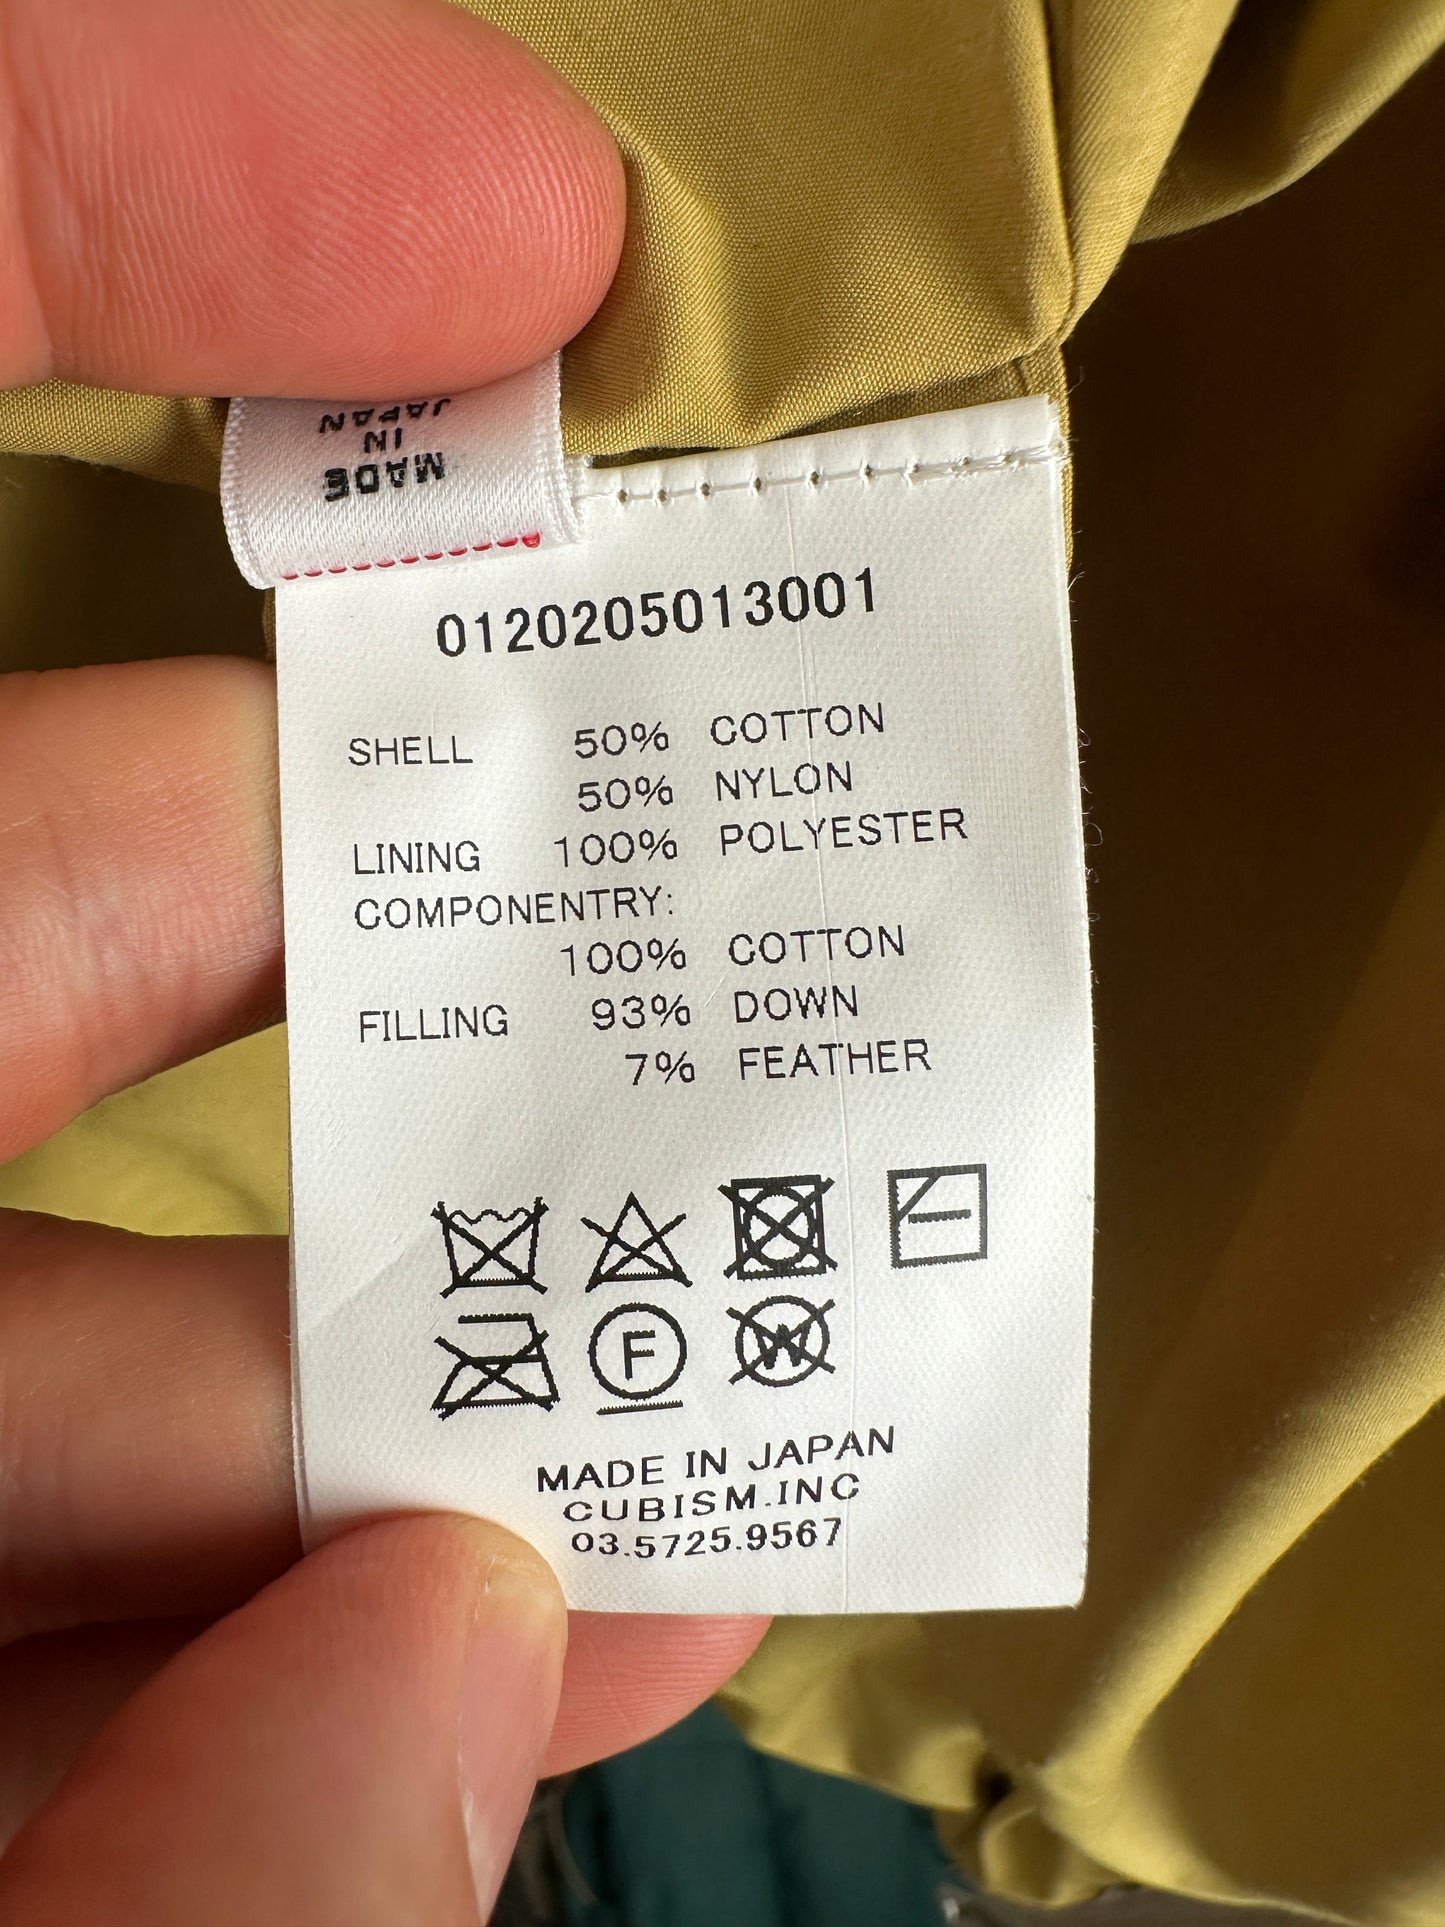 MADE
IN
JAPAN
0120205013001
SHELL 50% COTTON
50% NYLON
LINING 100% POLYESTER
COMPONENTRY:
100% COTTON
FILLING 93% DOWN
7% FEATHER
F W
MADE IN JAPAN
CUBISM.INC
03.5725.9567